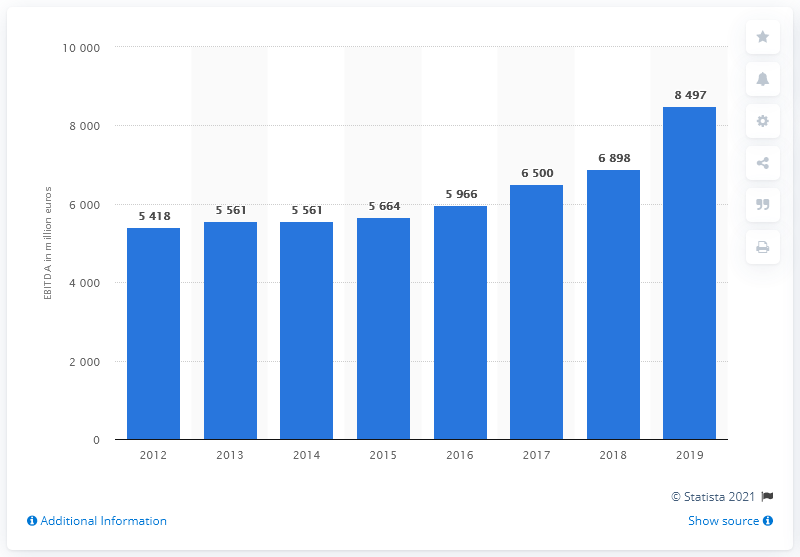 10 000
8 000
6 000
4 000
2 000
0
EBITDA in million euros
5 418
5 561
5 561
5 664
5 966
6 500
6 898
8 497
2012 2013 2014 2015 2016 2017 2018 2019
© Statista 2021
Additional Information
Show source